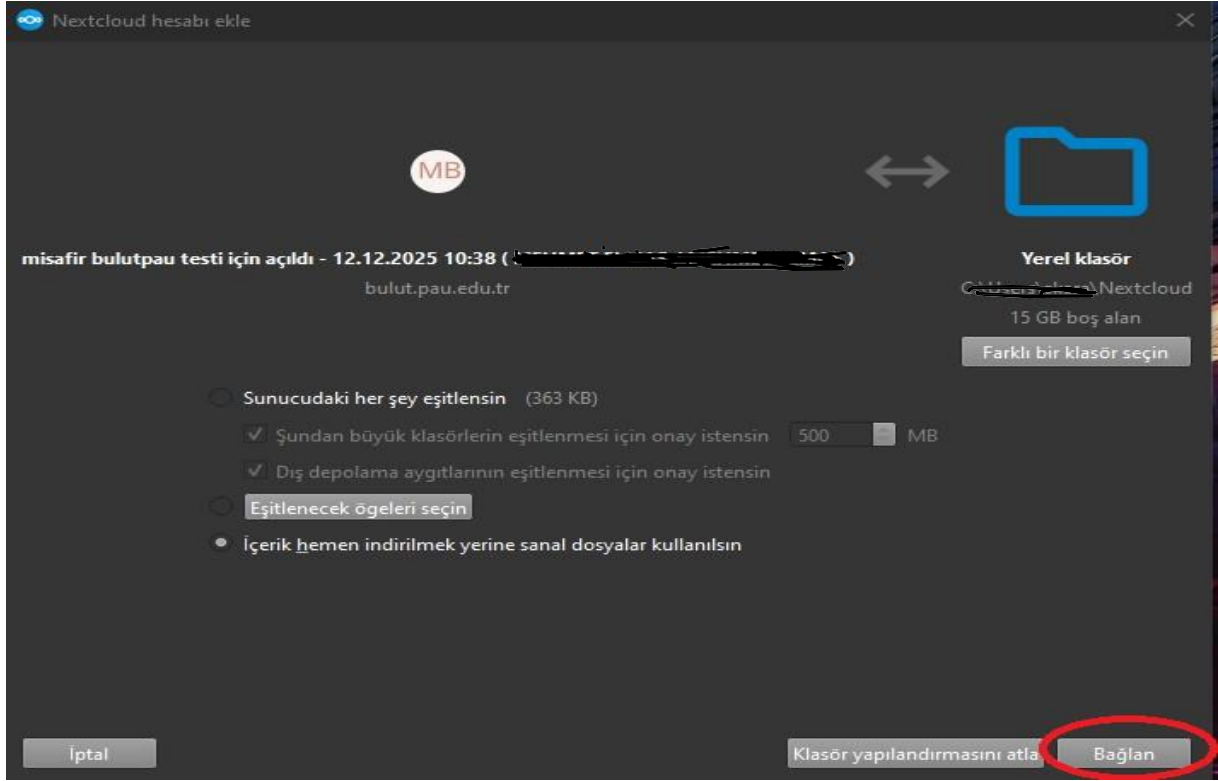 Nextcloud hesabı ekle
MB
misafir bulutpau testi için açıldı - 12.12.2025 10:38 ( )
bulut.pau.edu.tr
Yerel klasör
\Nextcloud
15 GB boş alan
Farklı bir klasör seçin
Sunucudaki her şey eşitlensin (363 KB)
Şundan büyük klasörlerin eşitlenmesi için onay istensin 500 MB
Dış depolama aygıtlarının eşitlenmesi için onay istensin
Eşitlenecek ögeleri seçin
İçerik hemen indirilmek yerine sanal dosyalar kullanılsın
İptal
Klasör yapılandırmasını atla
Bağlan